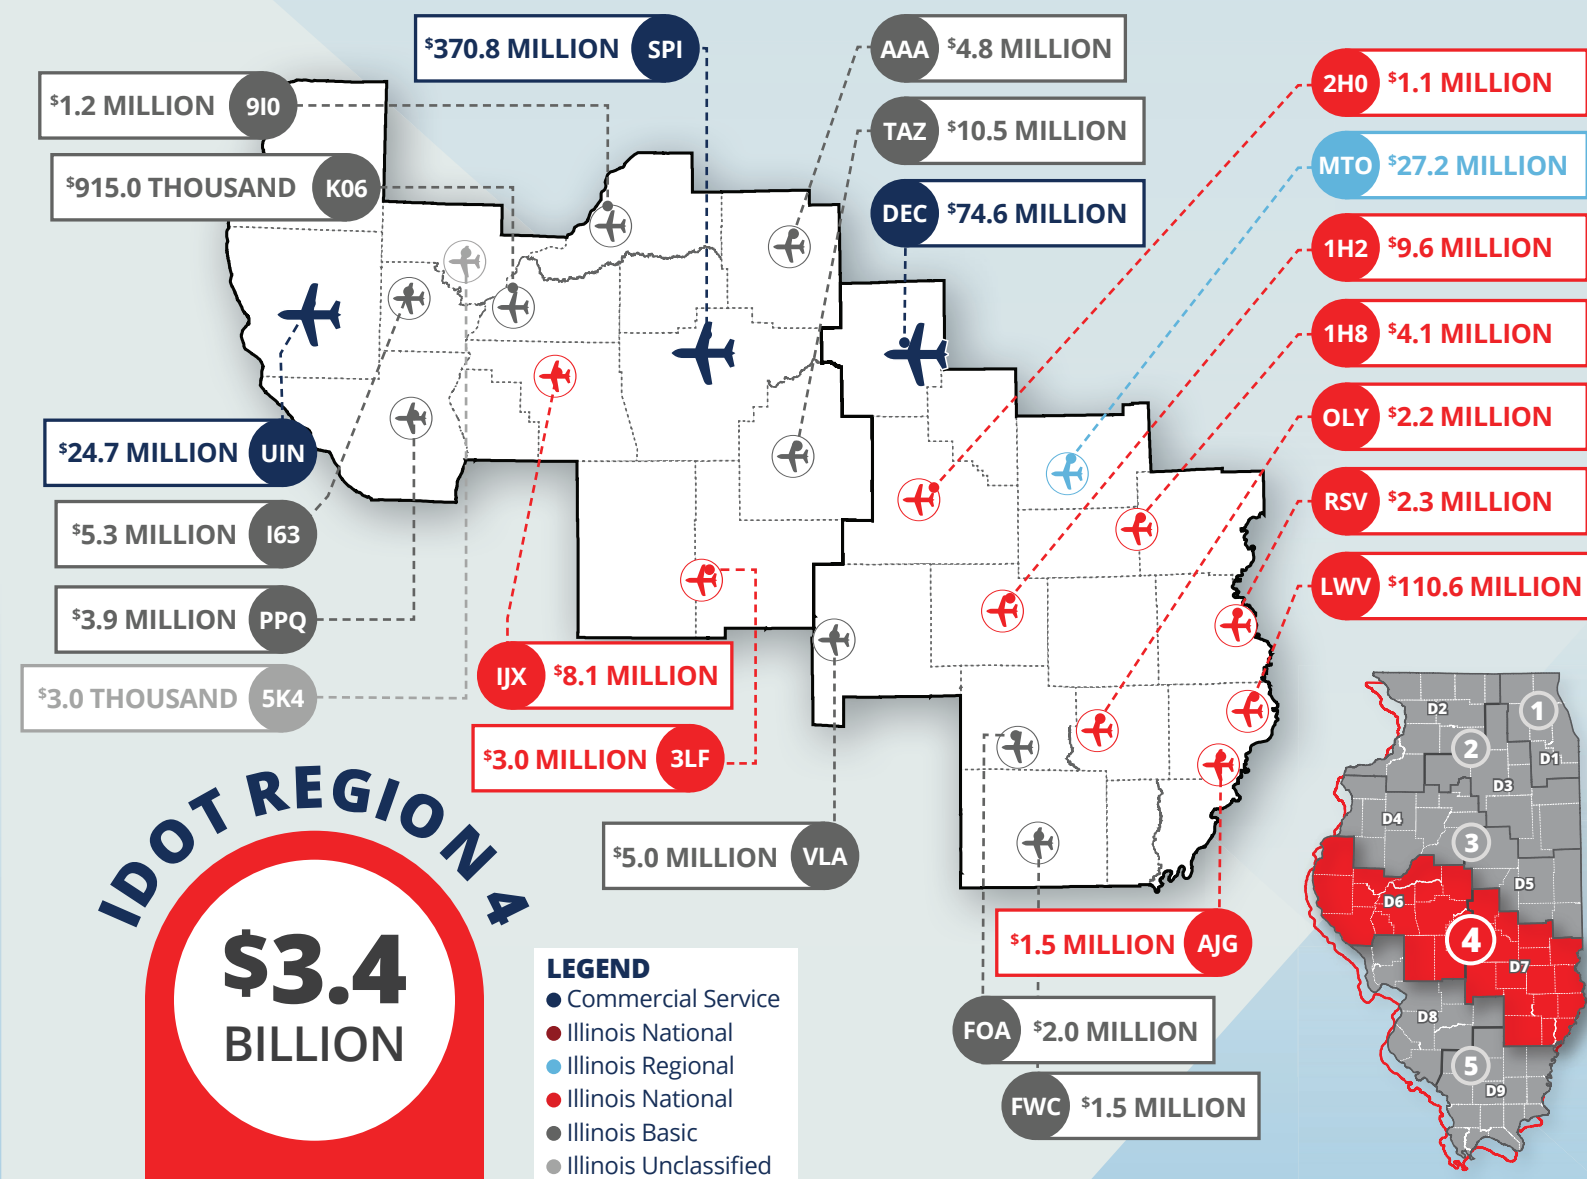 $370.8 MILLION SPI
AAA $4.8 MILLION
$1.2 MILLION 9I0
2H0 $1.1 MILLION
TAZ $10.5 MILLION
MTO $27.2 MILLION
$915.0 THOUSAND K06
DEC $74.6 MILLION
1H2 $9.6 MILLION
1H8 $4.1 MILLION
OLY $2.2 MILLION
$24.7 MILLION UIN
RSV $2.3 MILLION
$5.3 MILLION I63
LWV $110.6 MILLION
$3.9 MILLION PPQ
IJX $8.1 MILLION
$3.0 THOUSAND 5K4
$3.0 MILLION 3LF
$5.0 MILLION VLA
$1.5 MILLION AJG
FOA $2.0 MILLION
FWC $1.5 MILLION
IDOT REGION 4
$3.4
BILLION
LEGEND
Commercial Service
Illinois National
Illinois Regional
Illinois National
Illinois Basic
Illinois Unclassified
D2
1
2
D1
D3
D4
3
D5
D6
4
D7
D8
5
D9